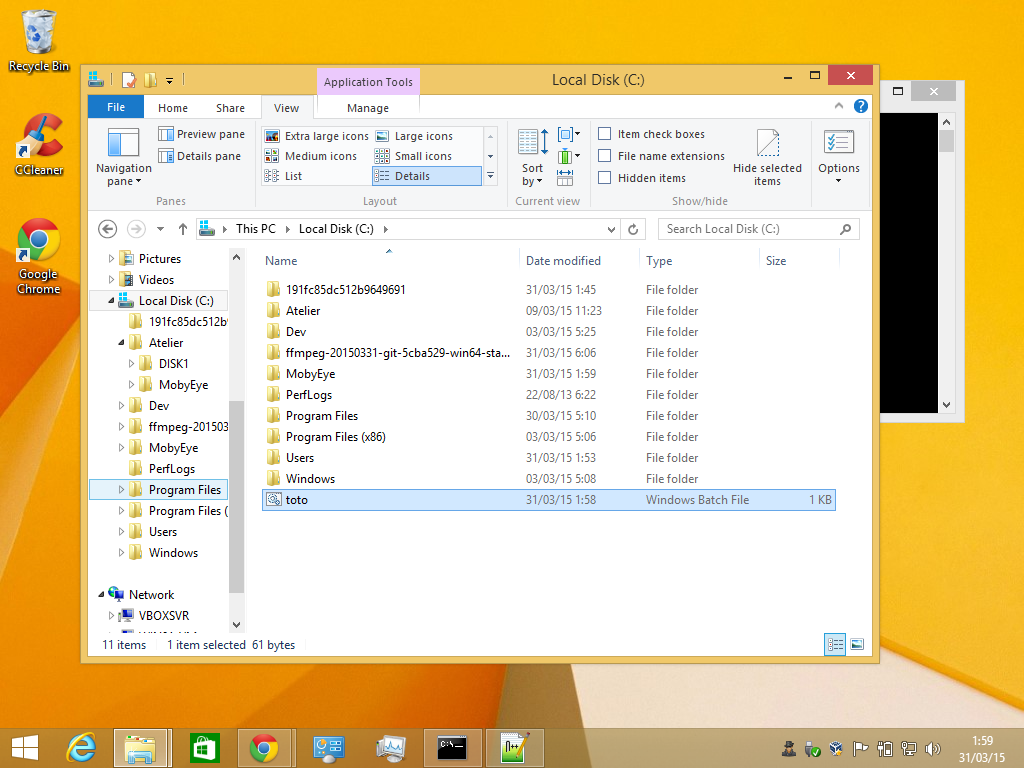 Recycle Bin
CCleaner
Google
Chrome
Application Tools
Local Disk (C:)
File
Home
Share
View
Manage
Navigation
pane
Preview pane
Details pane
Panes
Extra large icons
Large icons
Medium icons
Small icons
List
Details
Layout
Sort
by
Current view
Item check boxes
File name extensions
Hidden items
Hide selected
items
Show/hide
Options
This PC
Local Disk (C:)
Search Local Disk (C:)
Pictures
Videos
Local Disk (C:)
191fc85dc512b
Atelier
DISK1
MobyEye
Dev
ffmpeg-201503
MobyEye
PerfLogs
Program Files
Program Files (
Users
Windows
Network
VBOXSVR
Name Date modified Type Size
191fc85dc512b9649691 31/03/15 1:45 File folder
Atelier 09/03/15 11:23 File folder
Dev 03/03/15 5:25 File folder
ffmpeg-20150331-git-5cba529-win64-sta... 31/03/15 6:06 File folder
MobyEye 31/03/15 1:59 File folder
PerfLogs 22/08/13 6:22 File folder
Program Files 30/03/15 5:10 File folder
Program Files (x86) 03/03/15 5:06 File folder
Users 31/03/15 1:53 File folder
Windows 03/03/15 5:08 File folder
toto 31/03/15 1:58 Windows Batch File 1 KB
11 items 1 item selected 61 bytes
C:\
1:59
31/03/15